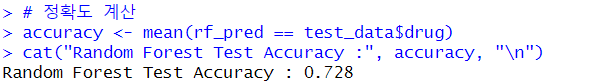 > # 정확도 계산
> accuracy <- mean(rf_pred == test_data$drug)
> cat("Random Forest Test Accuracy :", accuracy, "\n")
Random Forest Test Accuracy : 0.728